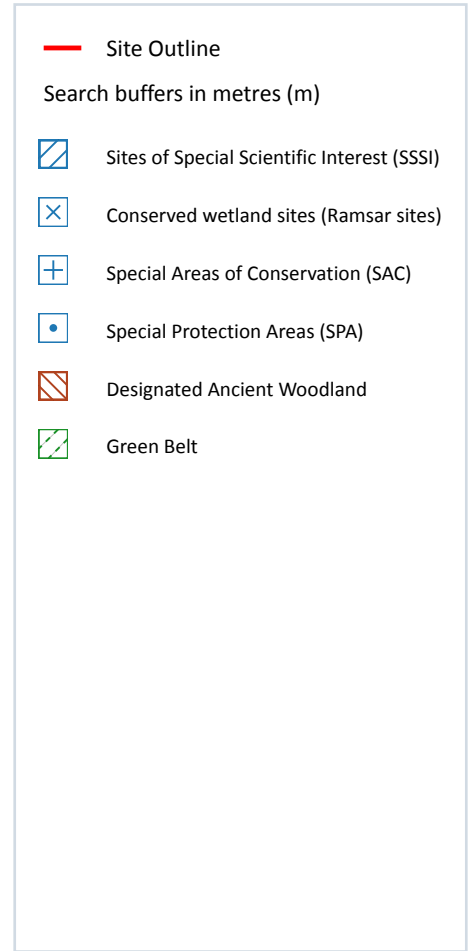 Site Outline
Search buffers in metres (m)
Sites of Special Scientific Interest (SSSI)
Conserved wetland sites (Ramsar sites)
Special Areas of Conservation (SAC)
Special Protection Areas (SPA)
Designated Ancient Woodland
Green Belt